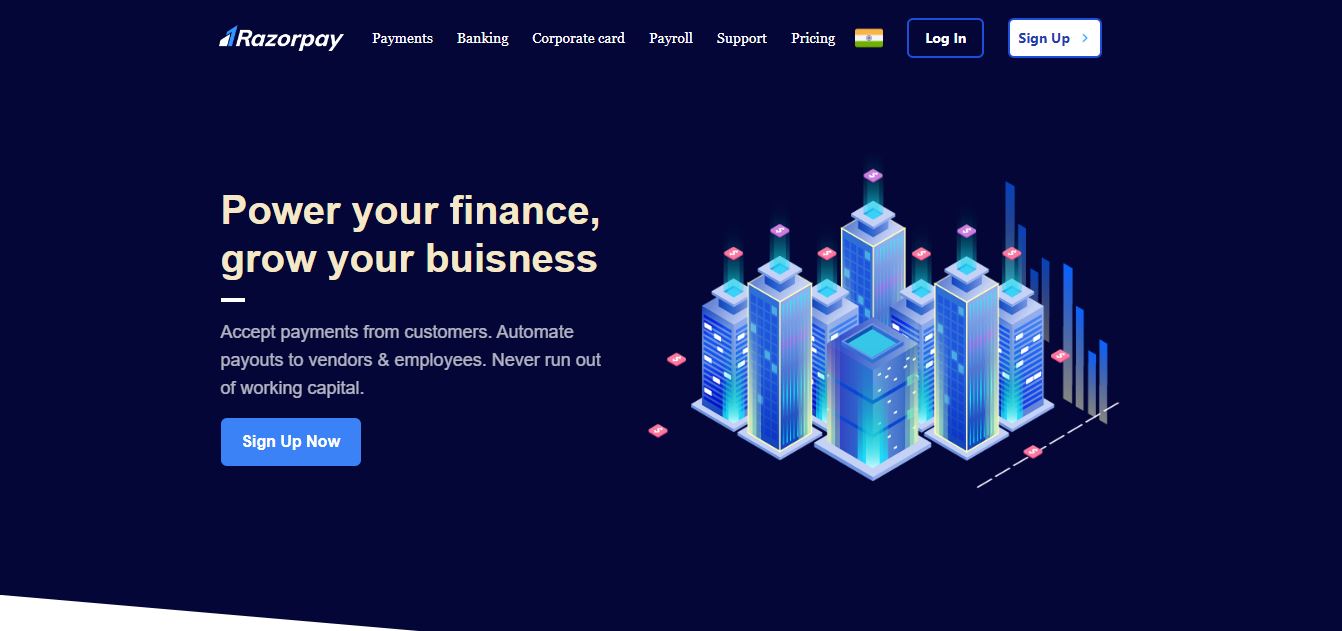 Razorpay Payments Banking Corporate card Payroll Support Pricing Log In Sign Up
Power your finance,
grow your buisness
Accept payments from customers. Automate
payouts to vendors & employees. Never run out
of working capital.
Sign Up Now